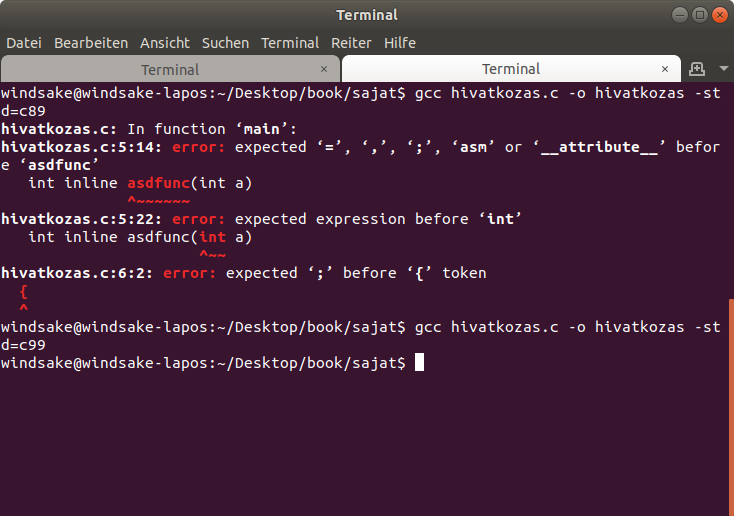 Terminal
Datei Bearbeiten Ansicht Suchen Terminal Reiter Hilfe
Terminal × Terminal ×
windsake@windsake-lapos:~/Desktop/book/sajat$ gcc hivatkozas.c -o hivatkozas -st
d=c89
hivatkozas.c: In function ‘main’:
hivatkozas.c:5:14: error: expected ‘=’, ‘,’, ‘;’, ‘asm’ or ‘__attribute__’ befor
e ‘asdfunc’
   int inline asdfunc(int a)
              ^~~~~~~
hivatkozas.c:5:22: error: expected expression before ‘int’
   int inline asdfunc(int a)
                      ^~~
hivatkozas.c:6:2: error: expected ‘;’ before ‘{’ token
  {
  ^
windsake@windsake-lapos:~/Desktop/book/sajat$ gcc hivatkozas.c -o hivatkozas -st
d=c99
windsake@windsake-lapos:~/Desktop/book/sajat$